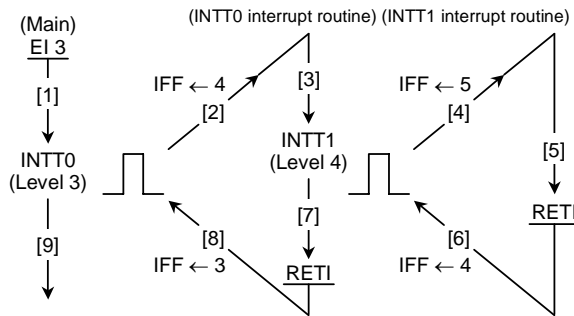 (Main)
EI 3
[1]
INTT0
(Level 3)
[9]
(INTT0 interrupt routine)
IFF ← 4
[2]
[3]
INTT1
(Level 4)
[7]
[8]
IFF ← 3
RETI
(INTT1 interrupt routine)
IFF ← 5
[4]
[5]
RETI
[6]
IFF ← 4